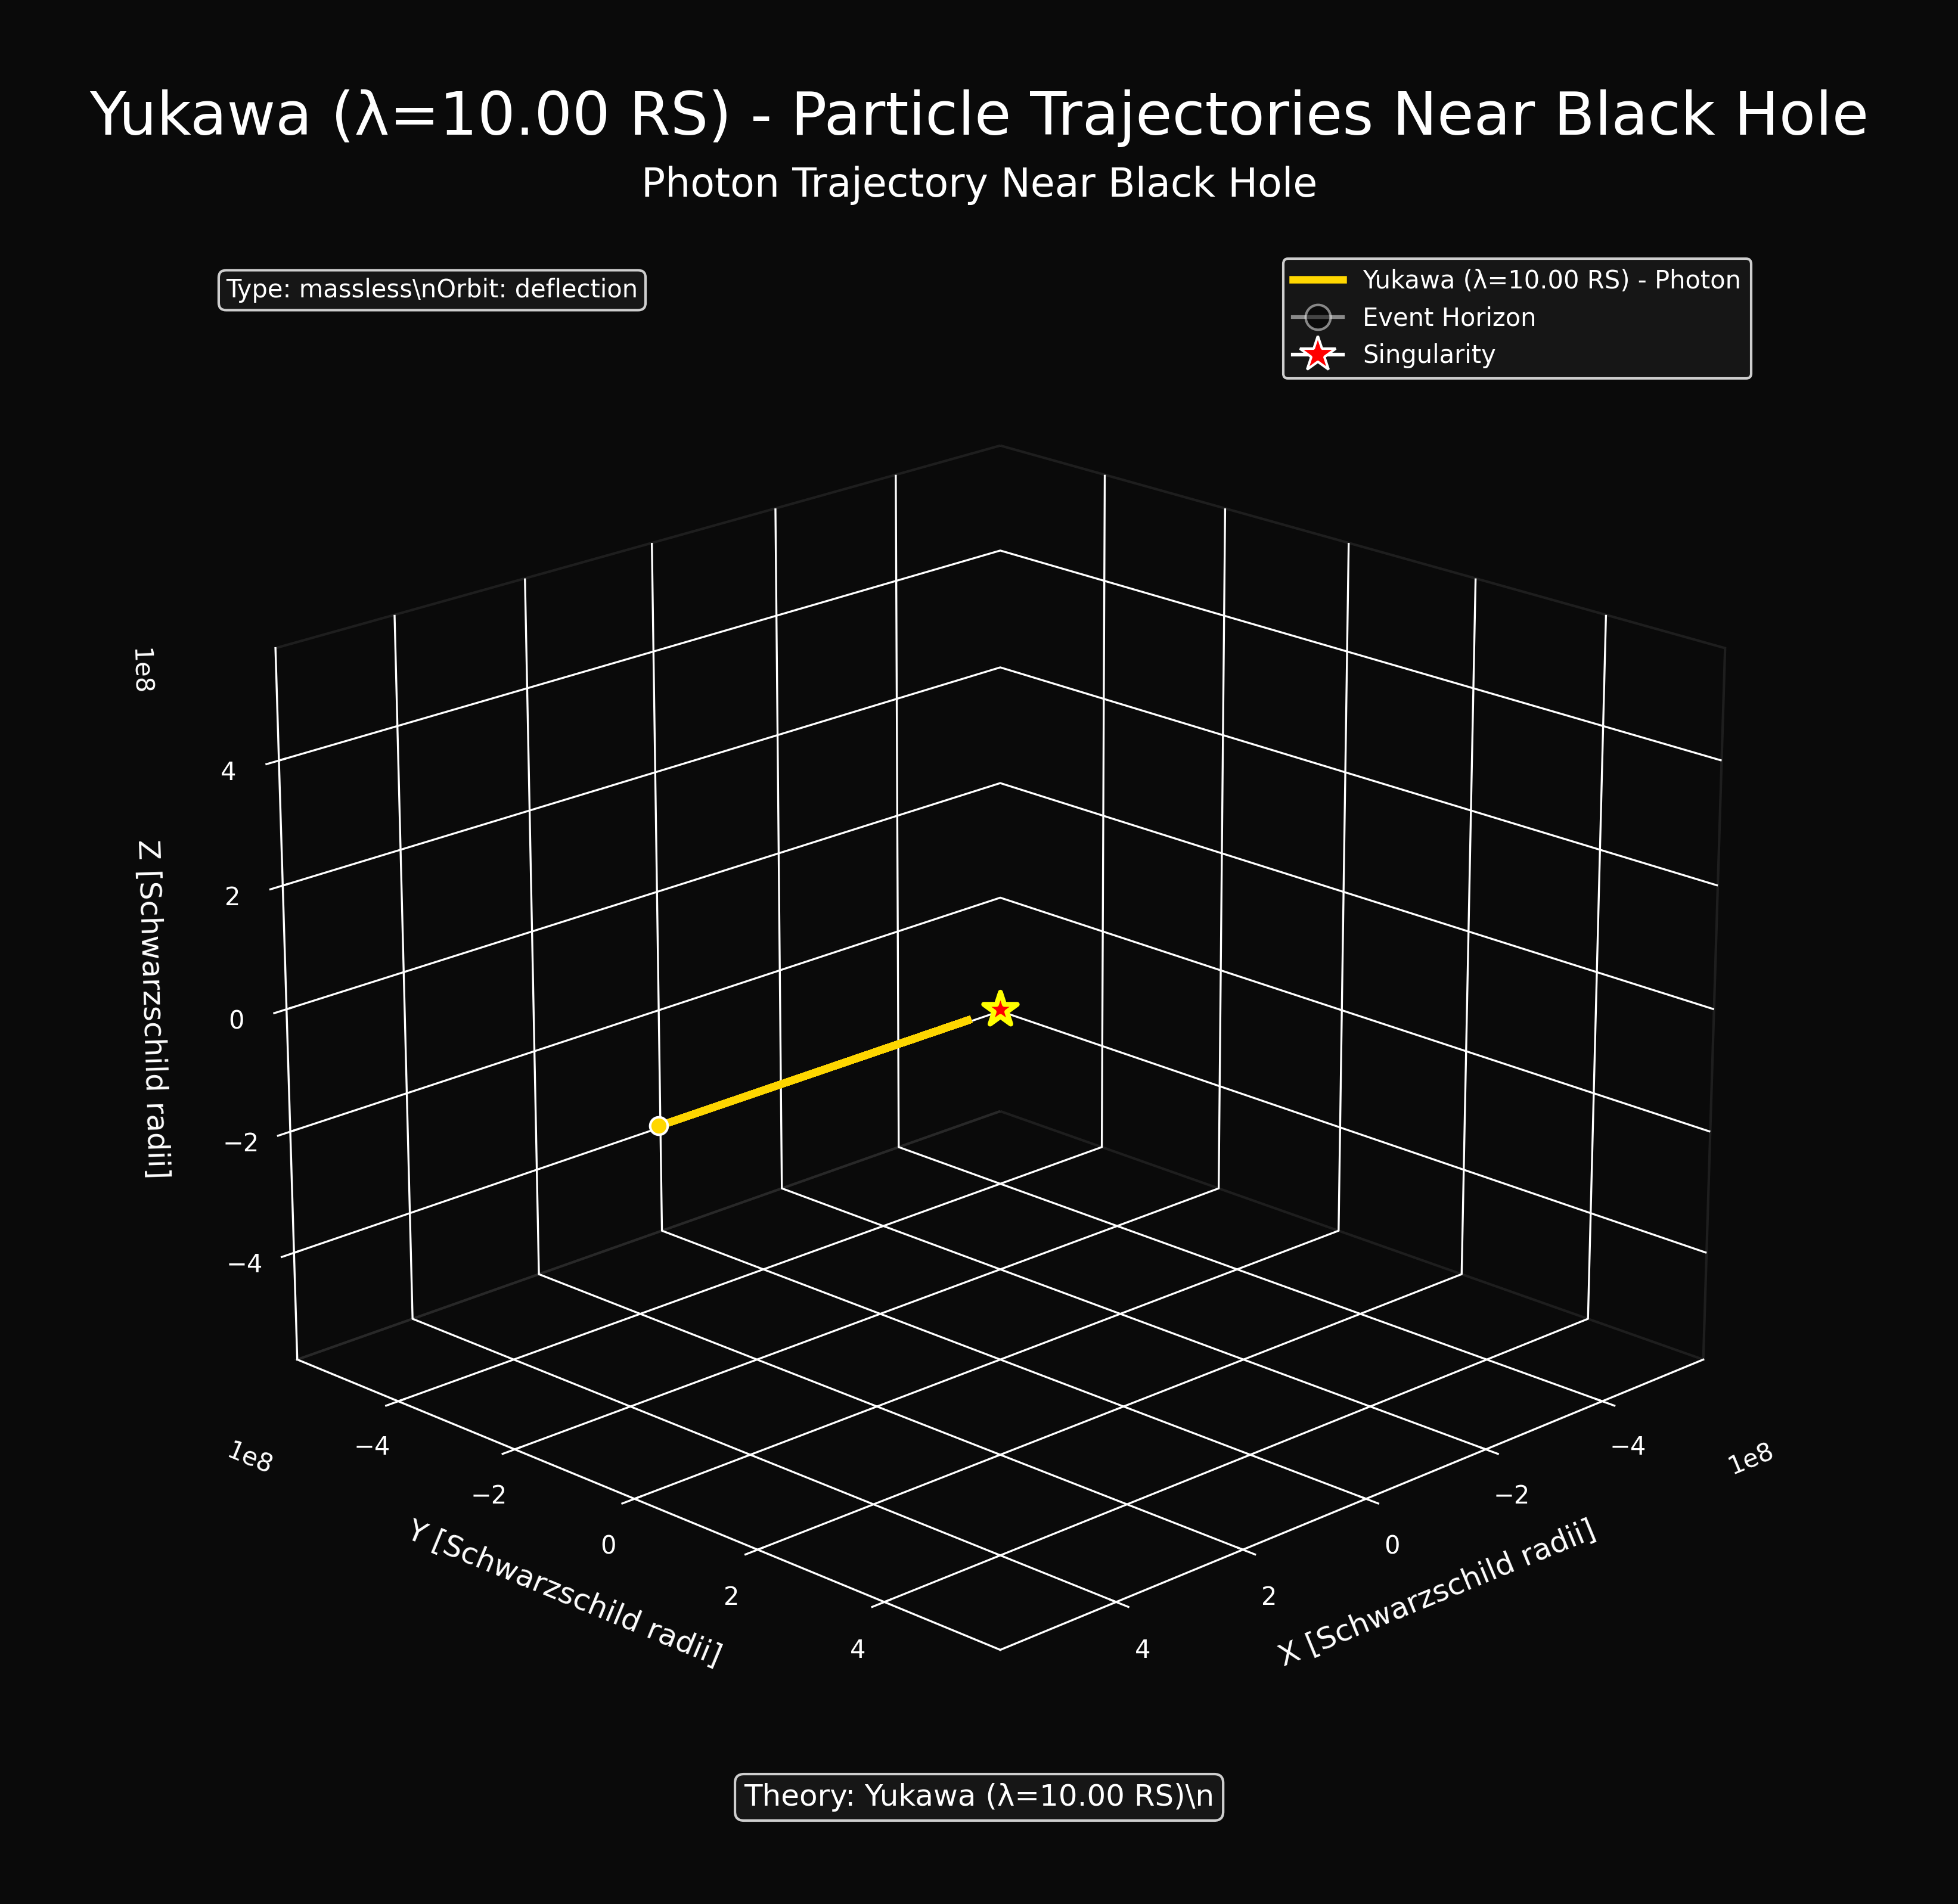 Yukawa (λ=10.00 RS) - Particle Trajectories Near Black Hole
Photon Trajectory Near Black Hole
Type: massless\nOrbit: deflection
Yukawa (λ=10.00 RS) - Photon
Event Horizon
Singularity
1e8
4
2
0
−2
−4
Z [Schwarzschild radii]
1e8
−4
−2
0
2
4
Y [Schwarzschild radii]
4
2
0
−2
−4
1e8
X [Schwarzschild radii]
Theory: Yukawa (λ=10.00 RS)\n